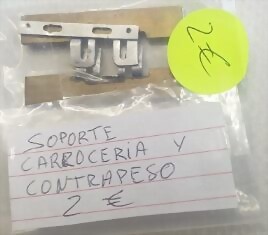 2€
SOPORTE
CARROCERIA Y
CONTRAPESO
2 €